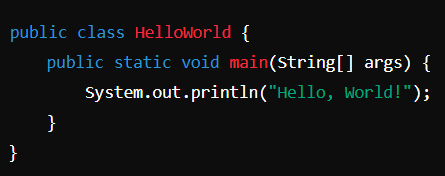 public class HelloWorld {
    public static void main(String[] args) {
        System.out.println("Hello, World!");
    }
}